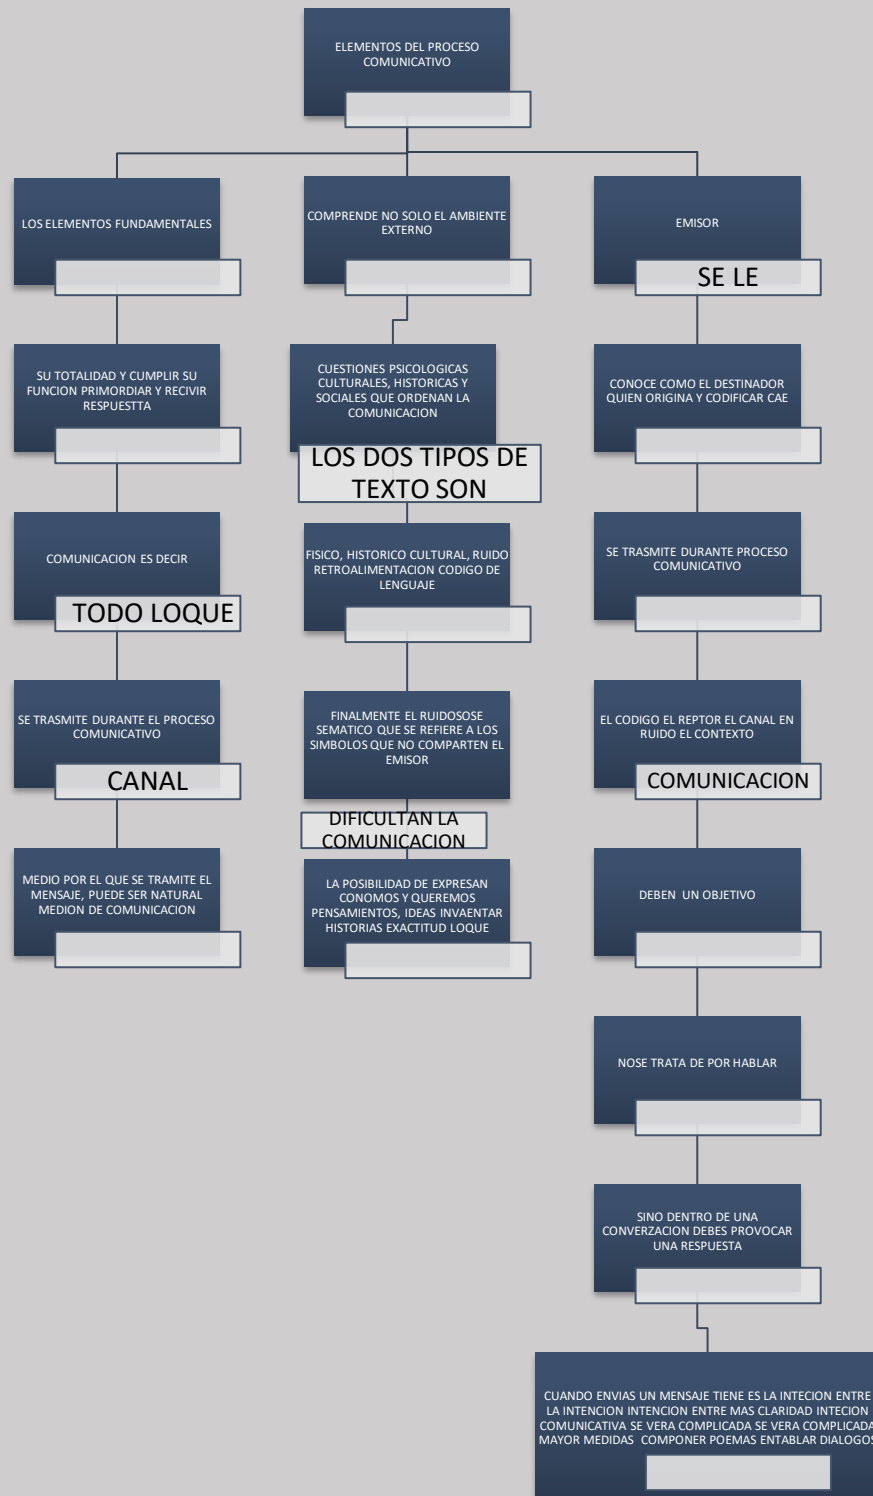 ELEMENTOS DEL PROCESO
COMUNICATIVO
LOS ELEMENTOS FUNDAMENTALES
SU TOTALIDAD Y CUMPLIR SU
FUNCION PRIMORDIAR Y RECIVIR
RESPUESTTA
COMUNICACION ES DECIR
TODO LOQUE
SE TRASMITE DURANTE EL PROCESO
COMUNICATIVO
CANAL
MEDIO POR EL QUE SE TRAMITE EL
MENSAJE, PUEDE SER NATURAL
MEDION DE COMUNICACION
COMPRENDE NO SOLO EL AMBIENTE
EXTERNO
CUESTIONES PSICOLOGICAS
CULTURALES, HISTORICAS Y
SOCIALES QUE ORDENAN LA
COMUNICACION
LOS DOS TIPOS DE
TEXTO SON
FISICO, HISTORICO CULTURAL, RUIDO
RETROALIMENTACION CODIGO DE
LENGUAJE
FINALMENTE EL RUIDOSOSE
SEMATICO QUE SE REFIERE A LOS
SIMBOLOS QUE NO COMPARTEN EL
EMISOR
DIFICULTAN LA
COMUNICACION
LA POSIBILIDAD DE EXPRESAN
CONOMOS Y QUEREMOS
PENSAMIENTOS, IDEAS INVAENTAR
HISTORIAS EXACTITUD LOQUE
EMISOR
SE LE
CONOCE COMO EL DESTINADOR
QUIEN ORIGINA Y CODIFICAR CAE
SE TRASMITE DURANTE PROCESO
COMUNICATIVO
EL CODIGO EL REPTOR EL CANAL EN
RUIDO EL CONTEXTO
COMUNICACION
DEBEN UN OBJETIVO
NOSE TRATA DE POR HABLAR
SINO DENTRO DE UNA
CONVERZACION DEBES PROVOCAR
UNA RESPUESTA
CUANDO ENVIAS UN MENSAJE TIENE ES LA INTECION ENTRE
LA INTENCION INTENCION ENTRE MAS CLARIDAD INTECION
COMUNICATIVA SE VERA COMPLICADA SE VERA COMPLICADA
MAYOR MEDIDAS COMPONER POEMAS ENTABLAR DIALOGOS